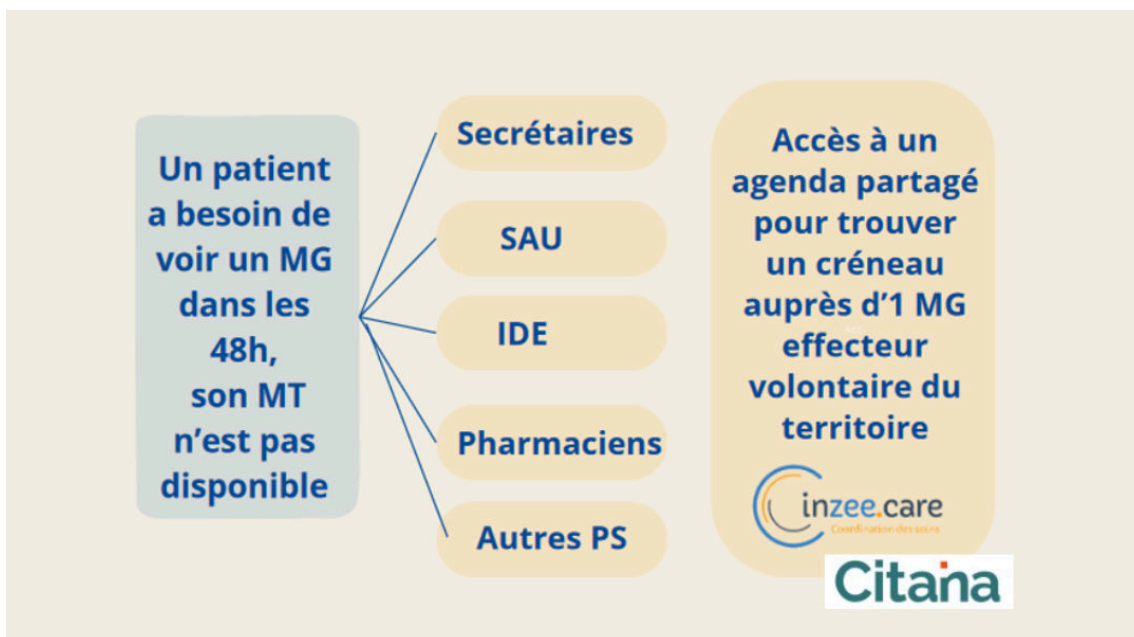 Un patient
a besoin de
voir un MG
dans les
48h,
son MT
n'est pas
disponible
Secrétaires
SAU
IDE
Pharmaciens
Autres PS
Accès à un
agenda partagé
pour trouver
un créneau
auprès d'1 MG
effecteur
volontaire du
territoire
inzee.care
Coordination des soins
Citana